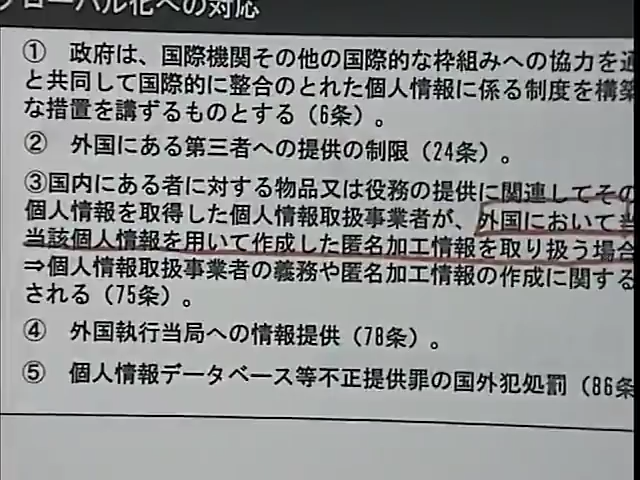 グローバル化への対応
① 政府は、国際機関その他の国際的な枠組みへの協力を通
と共同して国際的に整合のとれた個人情報に係る制度を構築
な措置を講ずるものとする（6条）。
② 外国にある第三者への提供の制限（24条）。
③国内にある者に対する物品又は役務の提供に関連してその
個人情報を取得した個人情報取扱事業者が、外国において当
当該個人情報を用いて作成した匿名加工情報を取り扱う場合
⇒個人情報取扱事業者の義務や匿名加工情報の作成に関する
される（75条）。
④ 外国執行当局への情報提供（78条）。
⑤ 個人情報データベース等不正提供罪の国外犯処罰（86条